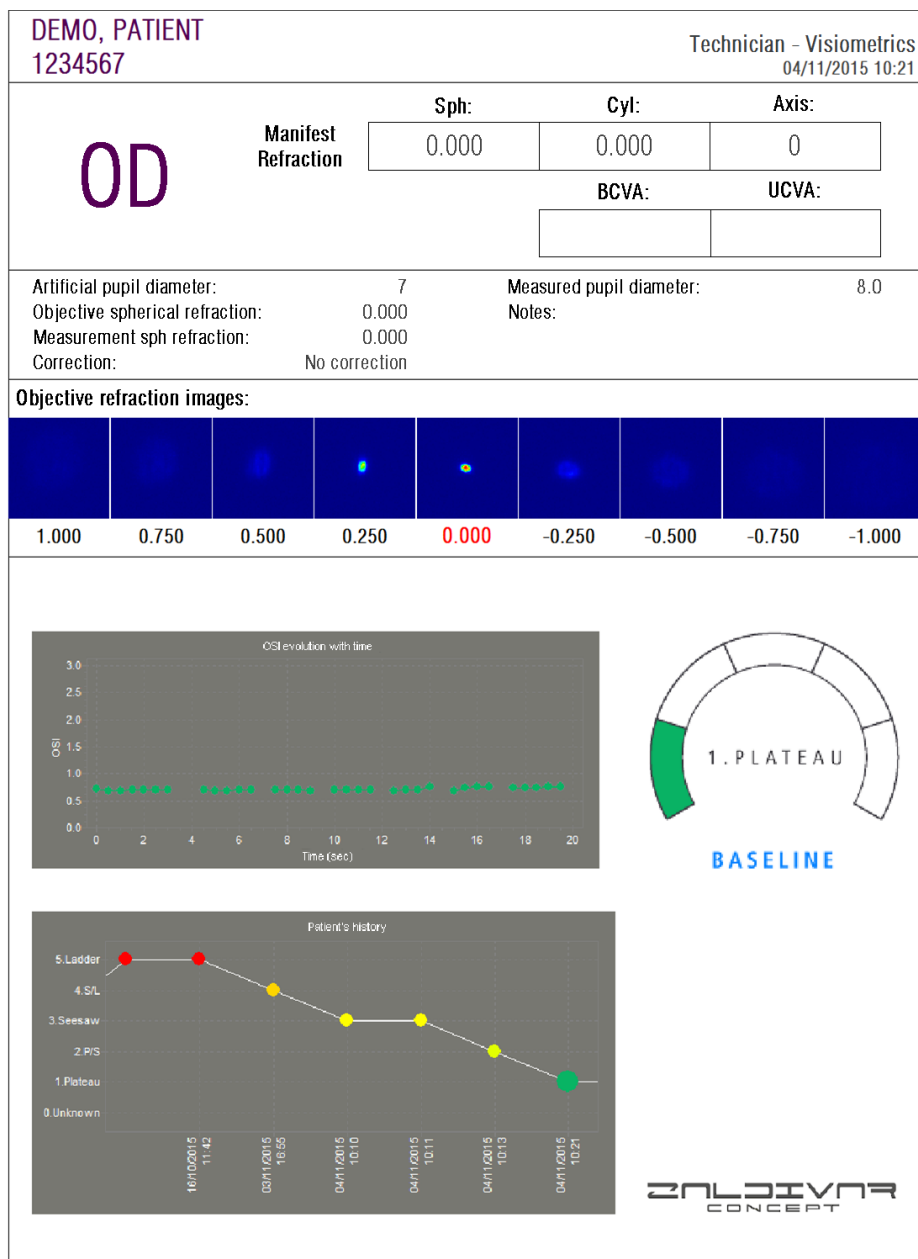 DEMO, PATIENT
1234567
Technician - Visiometrics
04/11/2015 10:21
OD
Manifest
Refraction
Sph: Cyl: Axis:
0.000 0.000 0
BCVA: UCVA:
Artificial pupil diameter: 7 Measured pupil diameter: 8.0
Objective spherical refraction: 0.000 Notes:
Measurement sph refraction: 0.000
Correction: No correction
Objective refraction images:
1.000 0.750 0.500 0.250 0.000 -0.250 -0.500 -0.750 -1.000
OSI evolution with time
3.0
2.5
2.0
1.5
1.0
0.5
0.0
OSI
0 2 4 6 8 10 12 14 16 18 20
Time (sec)
1.PLATEAU
BASELINE
Patient's history
5.Ladder
4.S/L
3.Seesaw
2.P/S
1.Plateau
0.Unknown
16/10/2015
11:42
03/11/2015
16:55
04/11/2015
10:10
04/11/2015
10:11
04/11/2015
10:13
04/11/2015
10:21
ZALDIVAR
CONCEPT